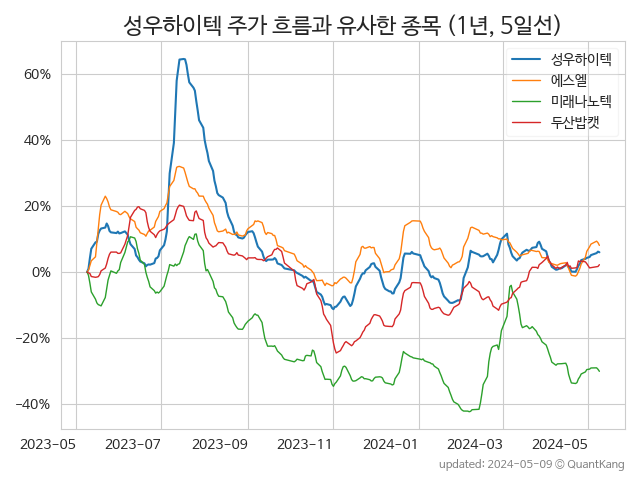 성우하이텍 주가 흐름과 유사한 종목 (1년, 5일선)
성우하이텍
에스엘
미래나노텍
두산밥캣
60%
40%
20%
0%
−20%
−40%
2023-05 2023-07 2023-09 2023-11 2024-01 2024-03 2024-05
updated: 2024-05-09 © QuantKang